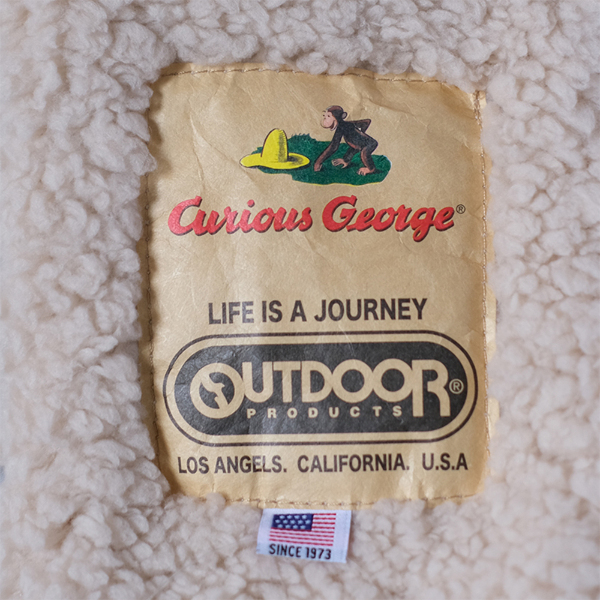 Curious George®
LIFE IS A JOURNEY
OUTDOOR®
PRODUCTS
LOS ANGELS. CALIFORNIA. U.S.A
SINCE 1973